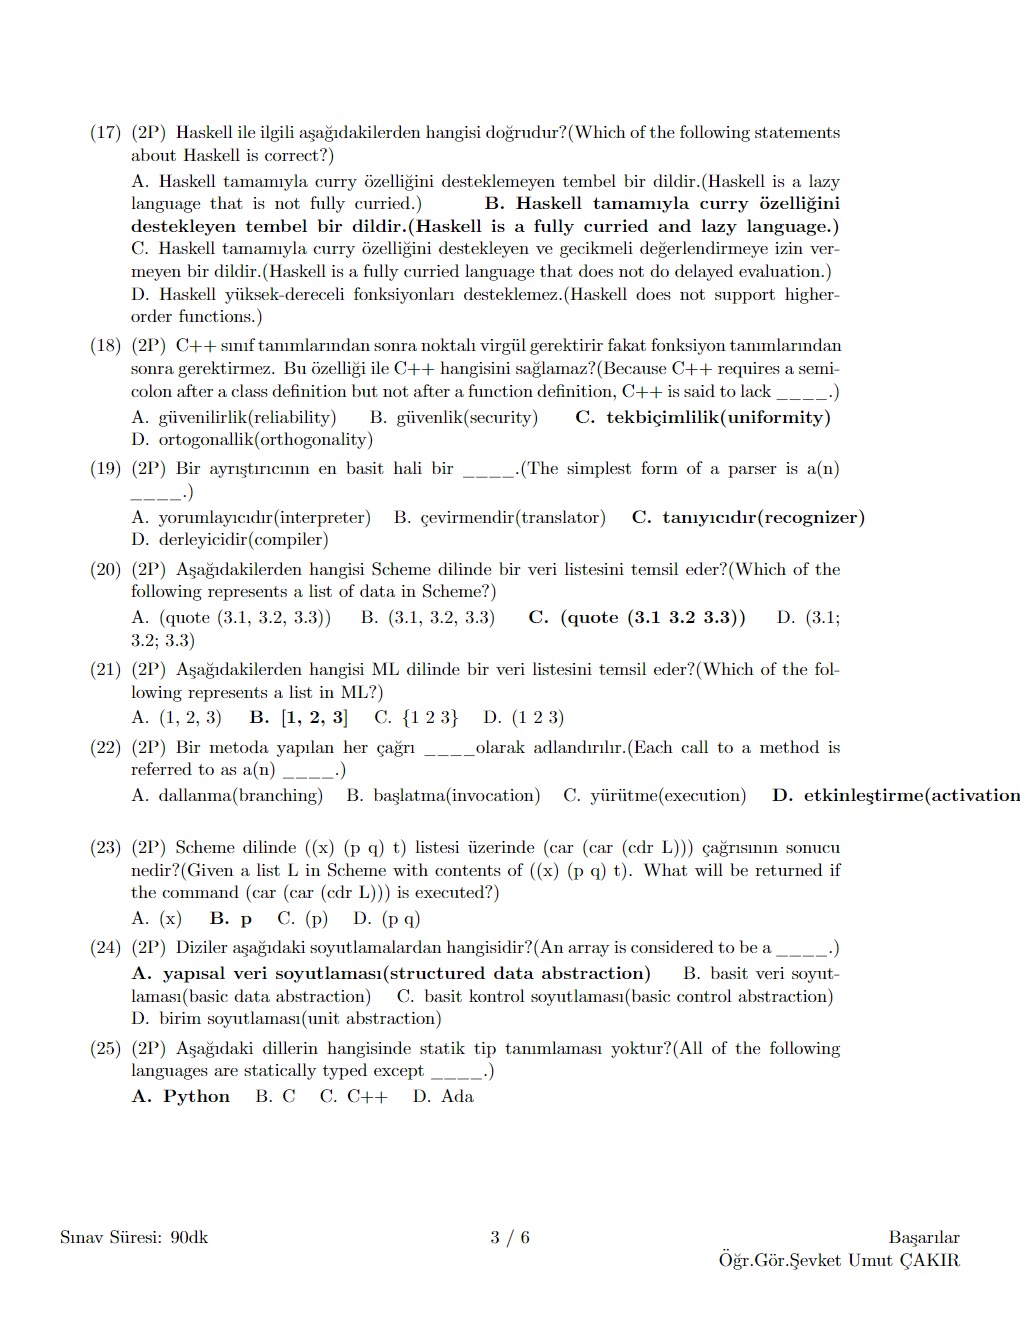 (17) (2P) Haskell ile ilgili aşağıdakilerden hangisi doğrudur?(Which of the following statements
about Haskell is correct?)
A. Haskell tamamıyla curry özelliğini desteklemeyen tembel bir dildir.(Haskell is a lazy
language that is not fully curried.) B. Haskell tamamıyla curry özelliğini
destekleyen tembel bir dildir.(Haskell is a fully curried and lazy language.)
C. Haskell tamamıyla curry özelliğini destekleyen ve gecikmeli değerlendirmeye izin ver-
meyen bir dildir.(Haskell is a fully curried language that does not do delayed evaluation.)
D. Haskell yüksek-dereceli fonksiyonları desteklemez.(Haskell does not support higher-
order functions.)
(18) (2P) C++ sınıf tanımlarından sonra noktalı virgül gerektirir fakat fonksiyon tanımlarından
sonra gerektirmez. Bu özelliği ile C++ hangisini sağlamaz?(Because C++ requires a semi-
colon after a class definition but not after a function definition, C++ is said to lack ____.)
A. güvenilirlik(reliability) B. güvenlik(security) C. tekbiçimlilik(uniformity)
D. ortogonallik(orthogonality)
(19) (2P) Bir ayrıştırıcının en basit hali bir ____.(The simplest form of a parser is a(n)
____.)
A. yorumlayıcıdır(interpreter) B. çevirmendir(translator) C. tanıyıcıdır(recognizer)
D. derleyicidir(compiler)
(20) (2P) Aşağıdakilerden hangisi Scheme dilinde bir veri listesini temsil eder?(Which of the
following represents a list of data in Scheme?)
A. (quote (3.1, 3.2, 3.3)) B. (3.1, 3.2, 3.3) C. (quote (3.1 3.2 3.3)) D. (3.1;
3.2; 3.3)
(21) (2P) Aşağıdakilerden hangisi ML dilinde bir veri listesini temsil eder?(Which of the fol-
lowing represents a list in ML?)
A. (1, 2, 3) B. [1, 2, 3] C. {1 2 3} D. (1 2 3)
(22) (2P) Bir metoda yapılan her çağrı ____olarak adlandırılır.(Each call to a method is
referred to as a(n) ____.)
A. dallanma(branching) B. başlatma(invocation) C. yürütme(execution) D. etkinleştirme(activation
(23) (2P) Scheme dilinde ((x) (p q) t) listesi üzerinde (car (car (cdr L))) çağrısının sonucu
nedir?(Given a list L in Scheme with contents of ((x) (p q) t). What will be returned if
the command (car (car (cdr L))) is executed?)
A. (x) B. p C. (p) D. (p q)
(24) (2P) Diziler aşağıdaki soyutlamalardan hangisidir?(An array is considered to be a ____.)
A. yapısal veri soyutlaması(structured data abstraction) B. basit veri soyut-
laması(basic data abstraction) C. basit kontrol soyutlaması(basic control abstraction)
D. birim soyutlaması(unit abstraction)
(25) (2P) Aşağıdaki dillerin hangisinde statik tip tanımlaması yoktur?(All of the following
languages are statically typed except ____.)
A. Python B. C C. C++ D. Ada
Sınav Süresi: 90dk 3 / 6 Başarılar
Öğr.Gör.Şevket Umut ÇAKIR